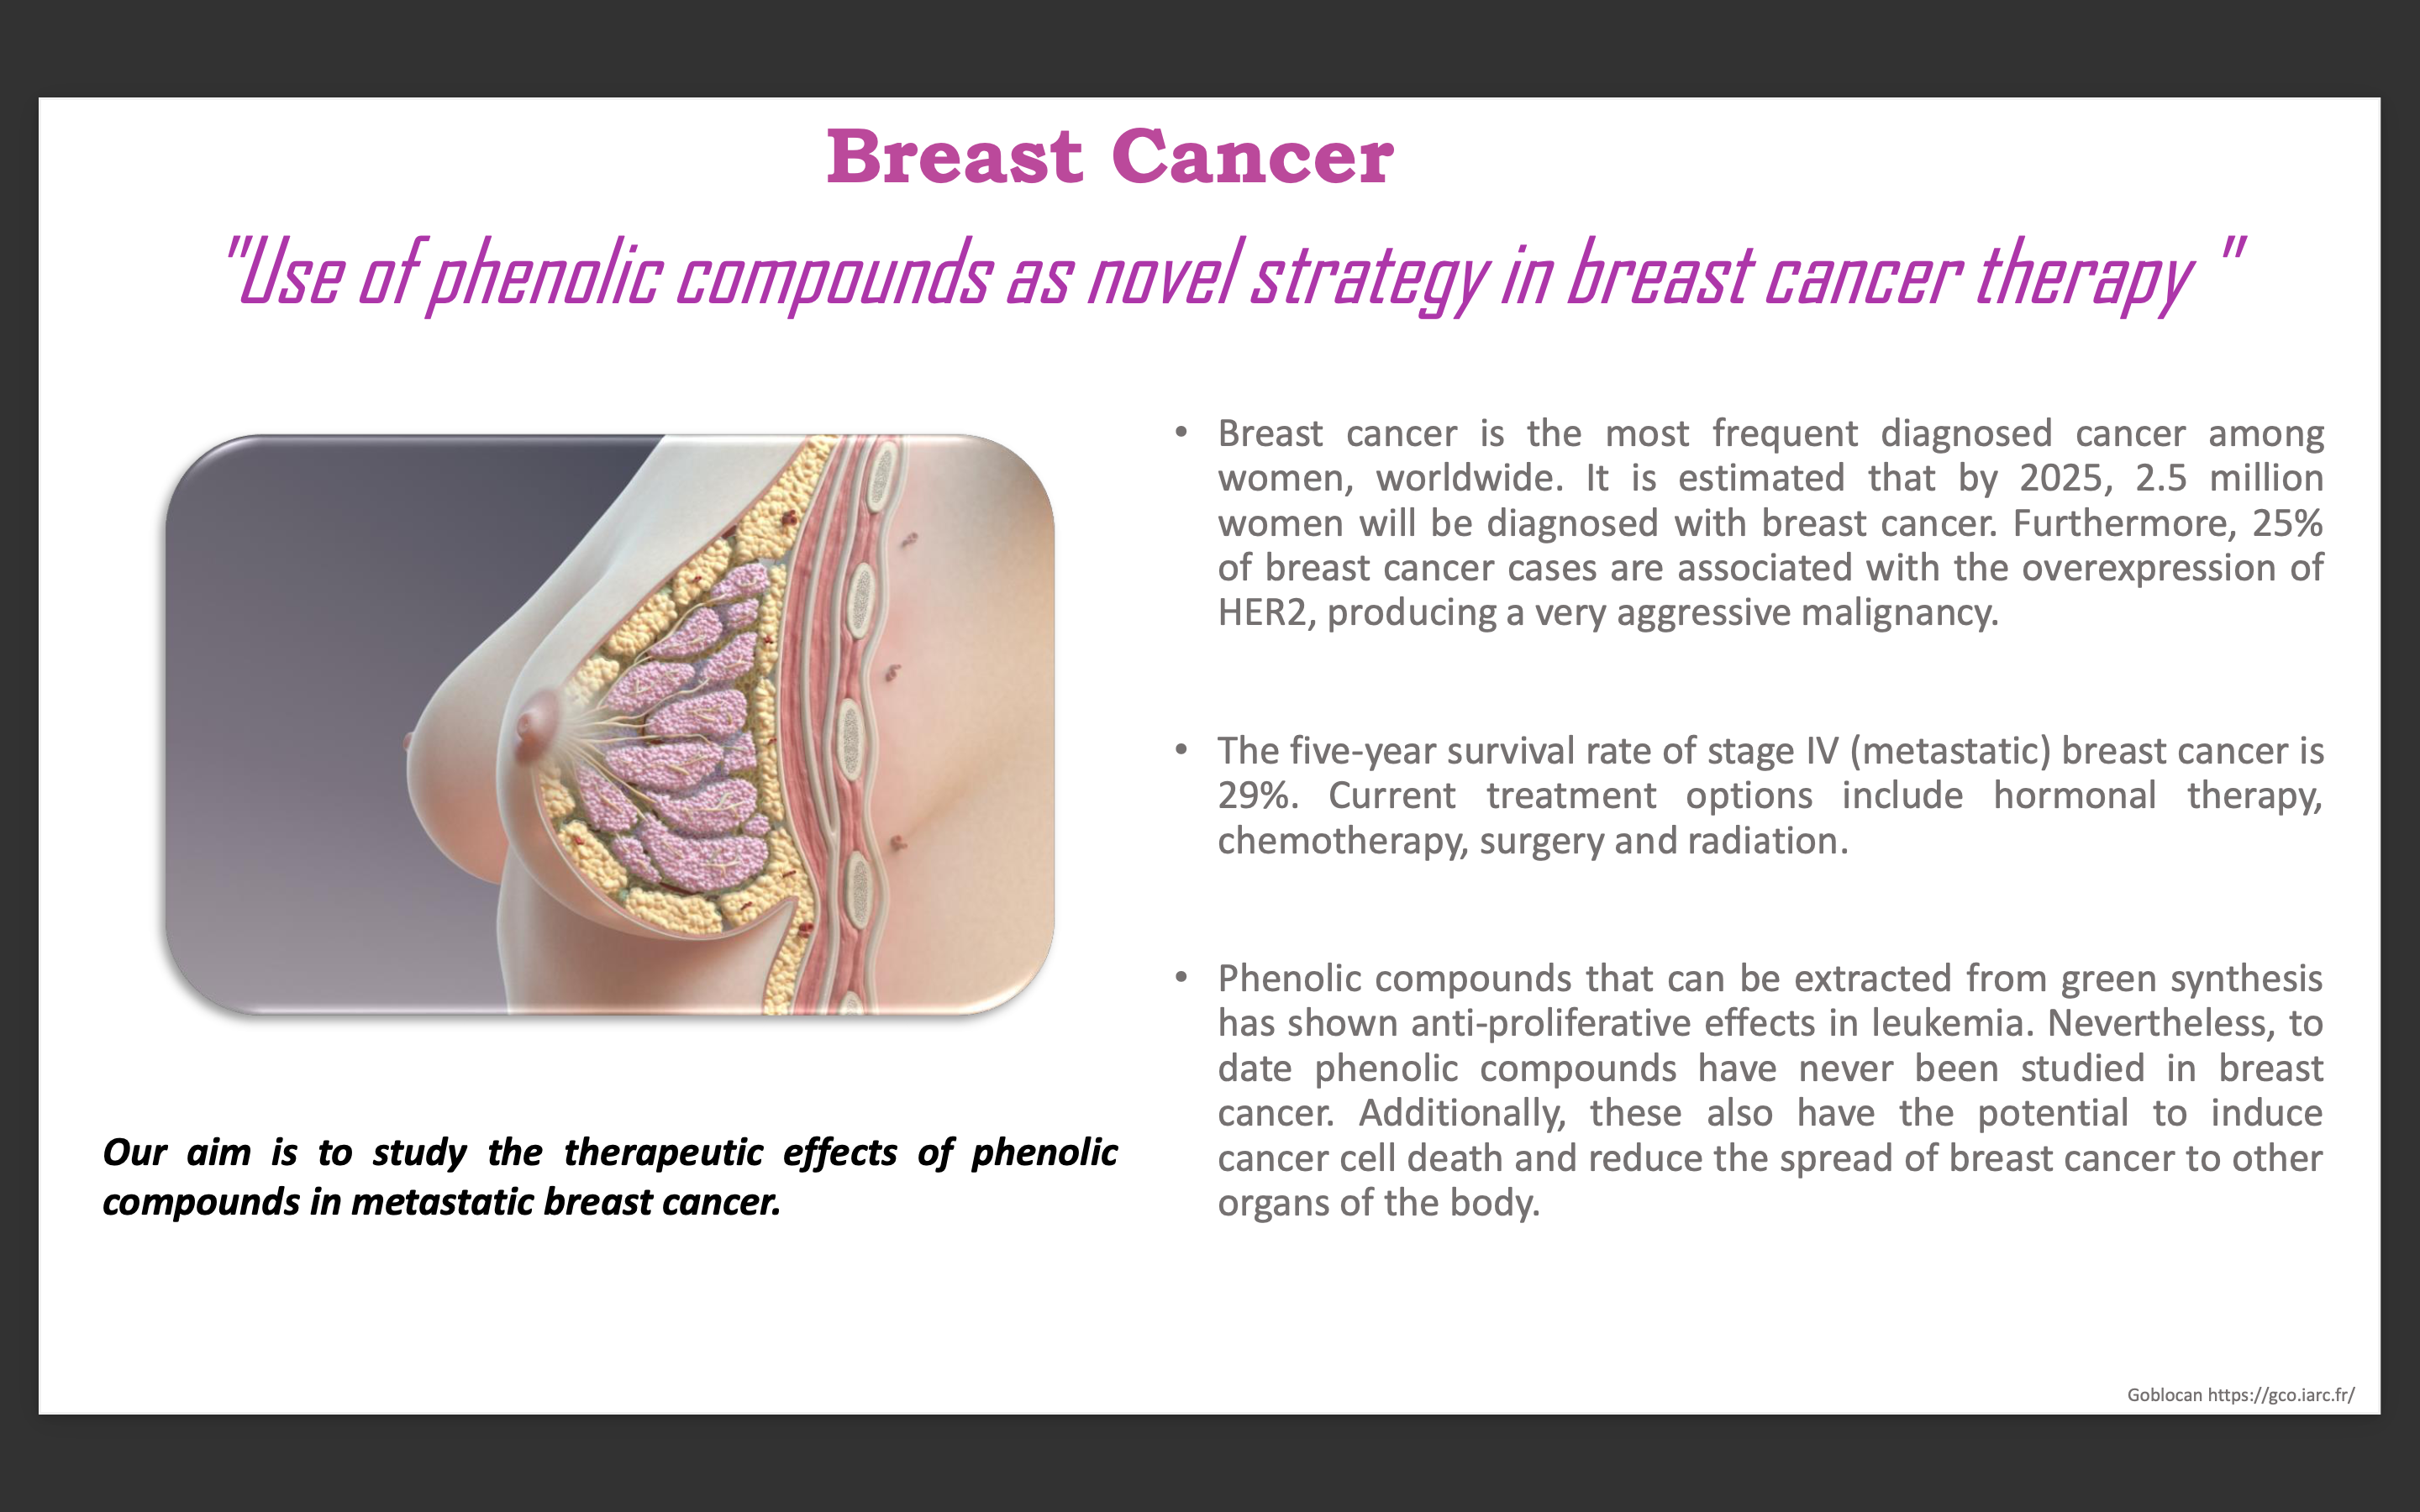 Breast Cancer
"Use of phenolic compounds as novel strategy in breast cancer therapy "
• Breast cancer is the most frequent diagnosed cancer among
women, worldwide. It is estimated that by 2025, 2.5 million
women will be diagnosed with breast cancer. Furthermore, 25%
of breast cancer cases are associated with the overexpression of
HER2, producing a very aggressive malignancy.
• The five-year survival rate of stage IV (metastatic) breast cancer is
29%. Current treatment options include hormonal therapy,
chemotherapy, surgery and radiation.
• Phenolic compounds that can be extracted from green synthesis
has shown anti-proliferative effects in leukemia. Nevertheless, to
date phenolic compounds have never been studied in breast
cancer. Additionally, these also have the potential to induce
cancer cell death and reduce the spread of breast cancer to other
organs of the body.
Our aim is to study the therapeutic effects of phenolic
compounds in metastatic breast cancer.
Goblocan https://gco.iarc.fr/